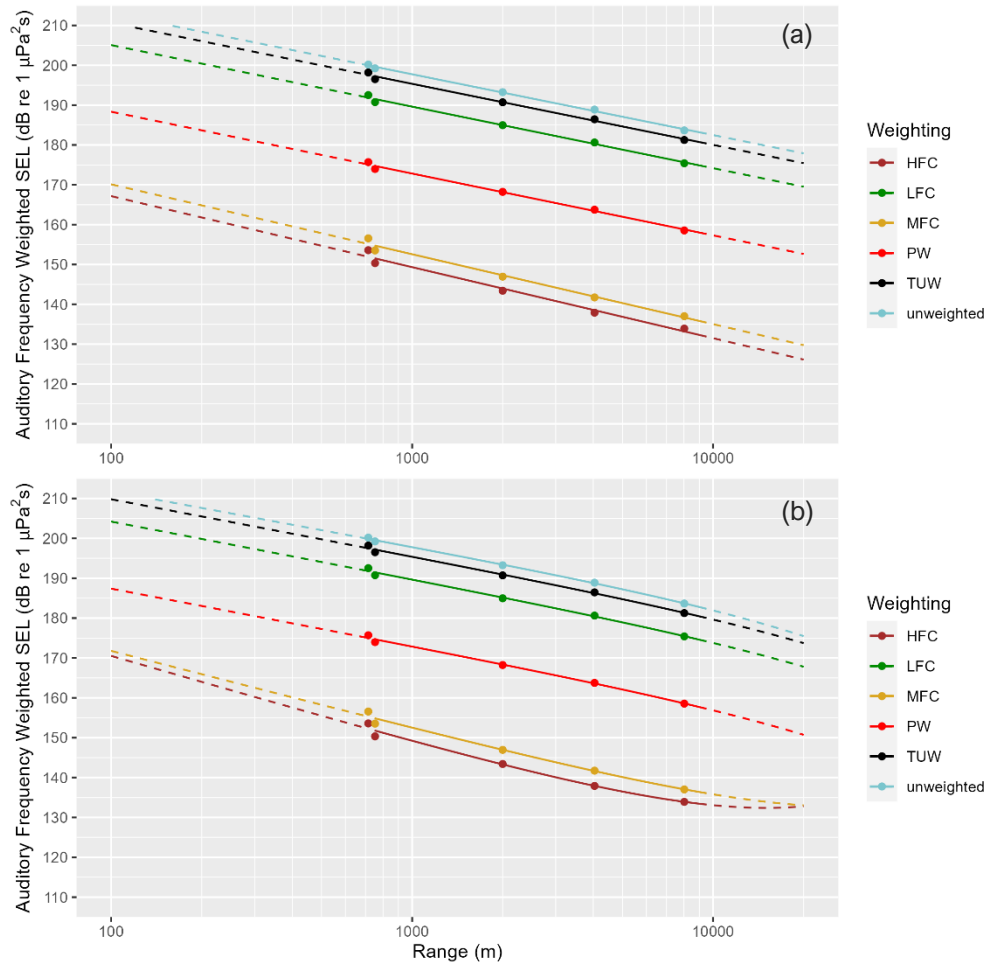 Auditory Frequency Weighted SEL (dB re 1 µPa²s)
210
200
190
180
170
160
150
140
130
120
110
(a)
100
1000
10000
Weighting
HFC
LFC
MFC
PW
TUW
unweighted
Auditory Frequency Weighted SEL (dB re 1 µPa²s)
210
200
190
180
170
160
150
140
130
120
110
(b)
100
1000
10000
Range (m)
Weighting
HFC
LFC
MFC
PW
TUW
unweighted